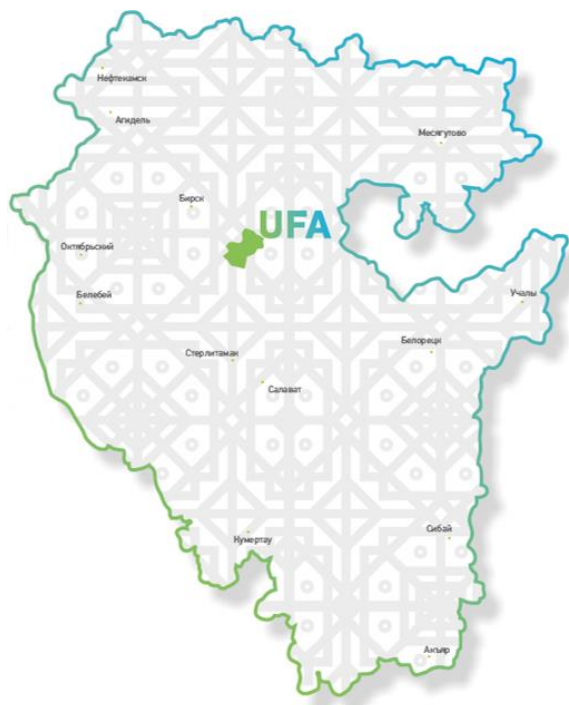 Нефтекамск
Агидель
Месягутово
Бирск
UFA
Октябрьский
Белебей
Учалы
Стерлитамак
Белорецк
Салават
Кумертау
Сибай
Акъяр